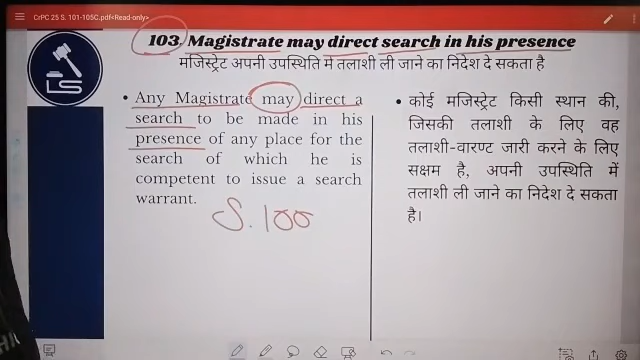 CrPC 25 S. 101-105C.pdf<Read-only>
103. Magistrate may direct search in his presence
मजिस्ट्रेट अपनी उपस्थिति में तलाशी ली जाने का निदेश दे सकता है
LS
• Any Magistrate may direct a
search to be made in his
presence of any place for the
search of which he is
competent to issue a search
warrant.
S. 100
• कोई मजिस्ट्रेट किसी स्थान की,
जिसकी तलाशी के लिए वह
तलाशी-वारण्ट जारी करने के लिए
सक्षम है, अपनी उपस्थिति में
तलाशी ली जाने का निदेश दे सकता
है।